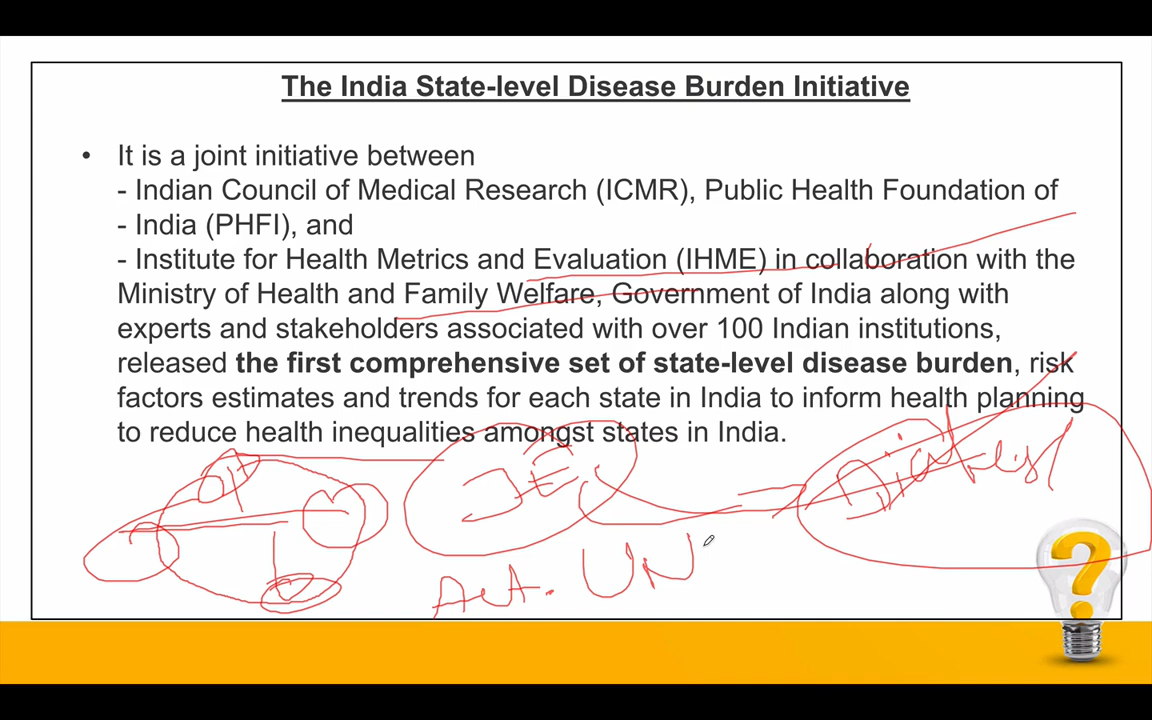 The India State-level Disease Burden Initiative
• It is a joint initiative between
- Indian Council of Medical Research (ICMR), Public Health Foundation of
- India (PHFI), and
- Institute for Health Metrics and Evaluation (IHME) in collaboration with the
Ministry of Health and Family Welfare, Government of India along with
experts and stakeholders associated with over 100 Indian institutions,
released the first comprehensive set of state-level disease burden, risk
factors estimates and trends for each state in India to inform health planning
to reduce health inequalities amongst states in India.
UN
?